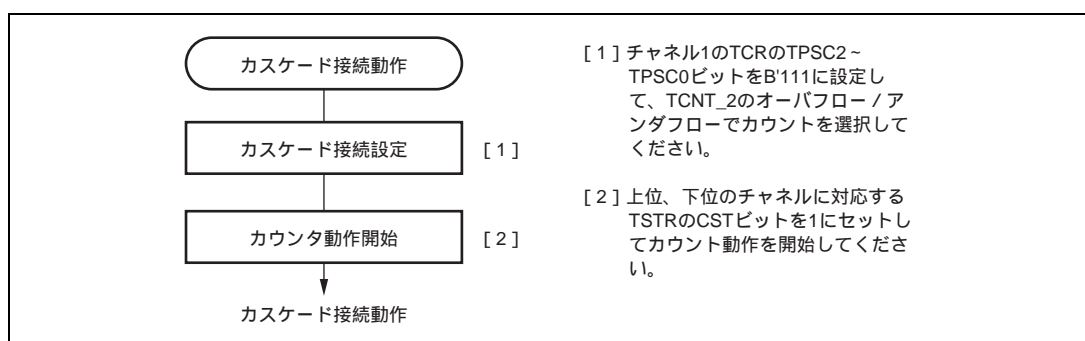 カスケード接続動作
カスケード接続設定
[1]
カウンタ動作開始
[2]
カスケード接続動作
[1]チャネル1のTCRのTPSC2~
TPSC0ビットをB'111に設定し
て、TCNT_2のオーバフロー/ア
ンダフローでカウントを選択して
ください。
[2]上位、下位のチャネルに対応する
TSTRのCSTビットを1にセットし
てカウント動作を開始してくださ
い。